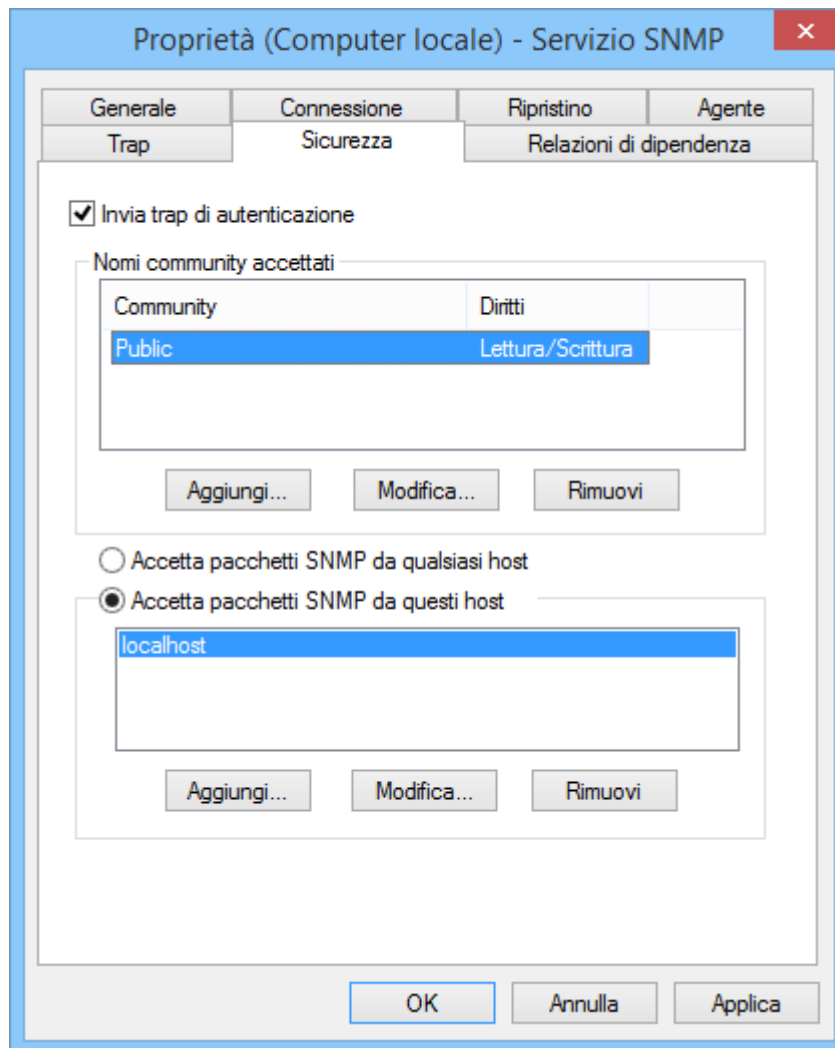 Proprietà (Computer locale) - Servizio SNMP
Generale Connessione Ripristino Agente
Trap Sicurezza Relazioni di dipendenza
Invia trap di autenticazione
Nomi community accettati
Community Diritti
Public Lettura/Scrittura
Aggiungi... Modifica... Rimuovi
Accetta pacchetti SNMP da qualsiasi host
Accetta pacchetti SNMP da questi host
localhost
Aggiungi... Modifica... Rimuovi
OK Annulla Applica